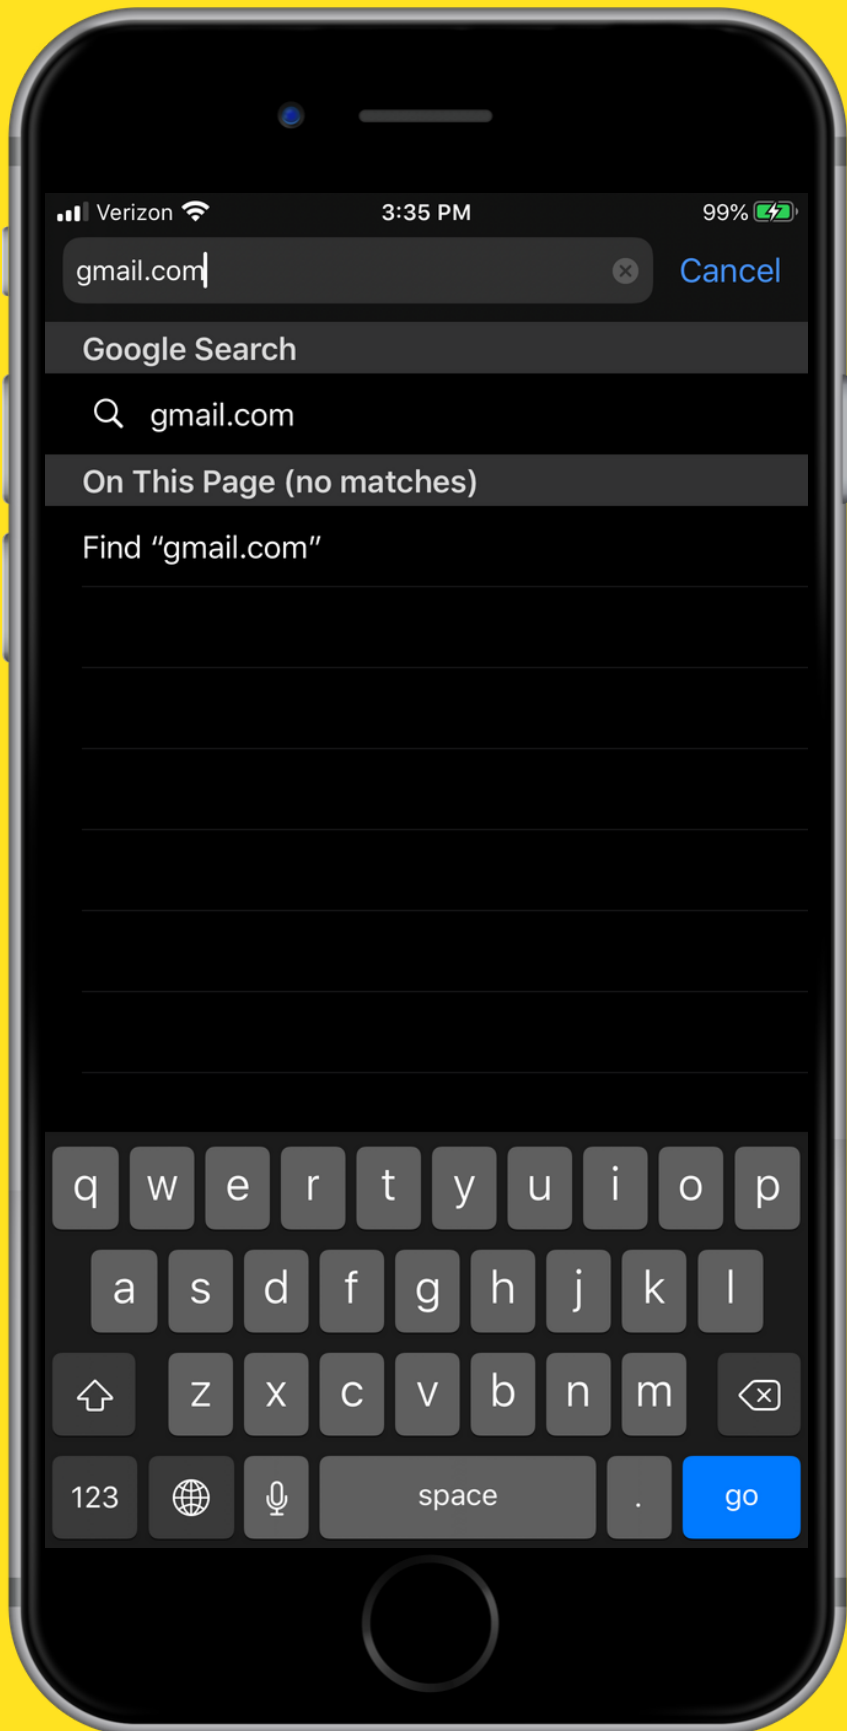 Verizon 3:35 PM 99%
gmail.com Cancel
Google Search
gmail.com
On This Page (no matches)
Find “gmail.com”
q w e r t y u i o p
a s d f g h j k l
z x c v b n m
123 space . go